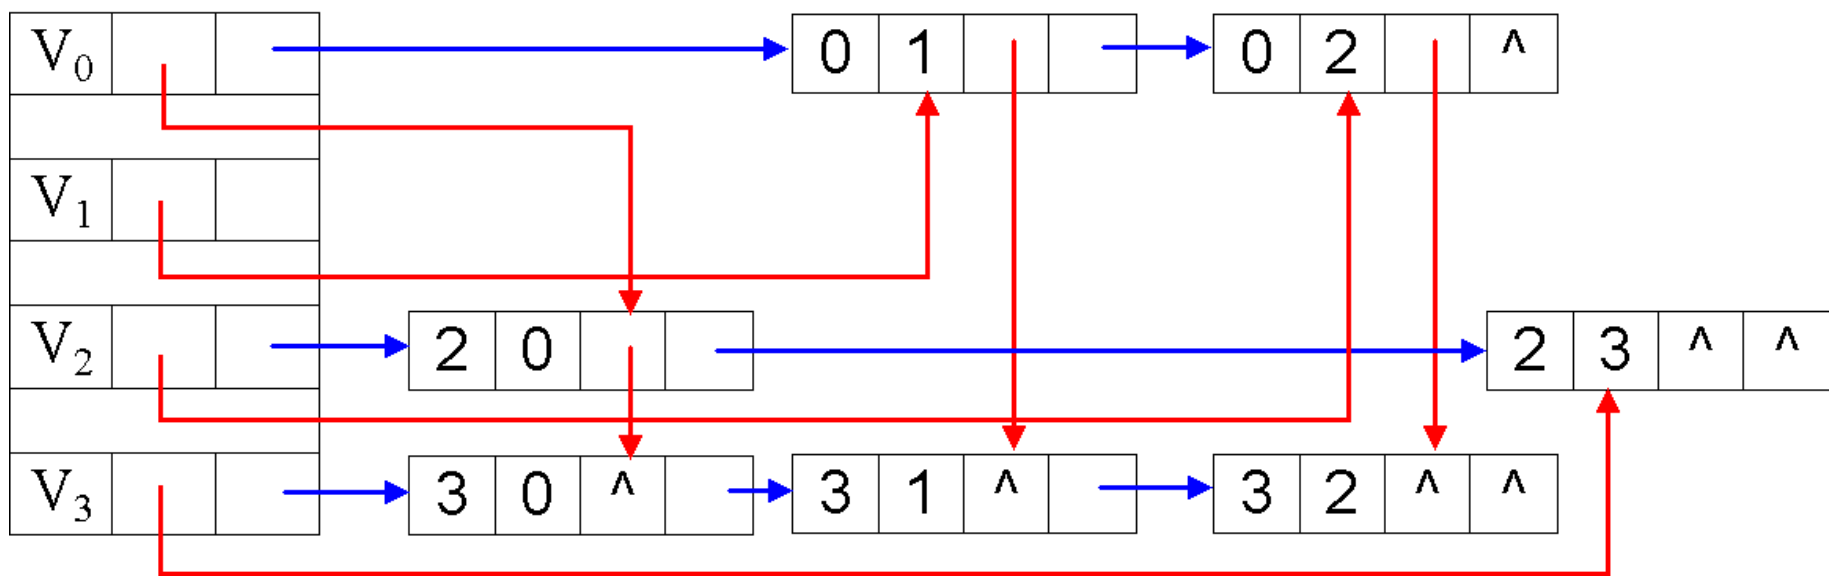 V₀ 0 1 0 2 ^
V₁
V₂ 2 0 2 3 ^ ^
V₃ 3 0 ^ 3 1 ^ 3 2 ^ ^